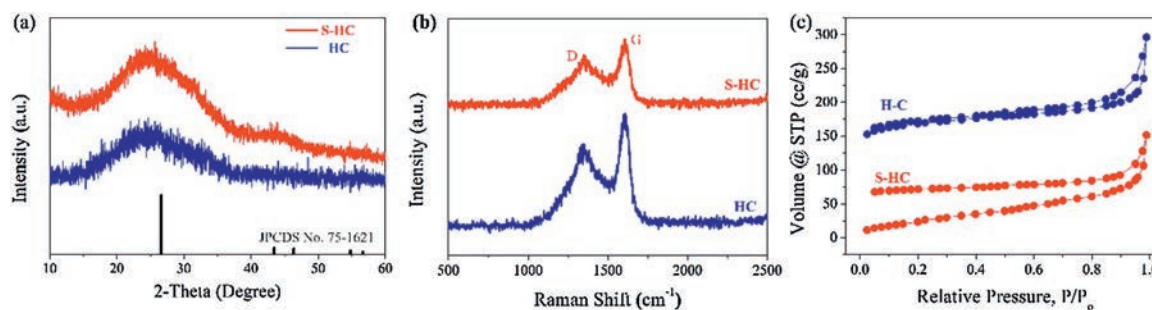 (a)
S-HC
HC
Intensity (a.u.)
JPCDS No. 75-1621
10 20 30 40 50 60
2-Theta (Degree)
(b)
D
G
S-HC
HC
Intensity (a.u.)
500 1000 1500 2000 2500
Raman Shift (cm⁻¹)
(c)
300
250
200
150
100
50
0
H-C
S-HC
Volume @ STP (cc/g)
0.0 0.2 0.4 0.6 0.8 1.0
Relative Pressure, P/Pₒ